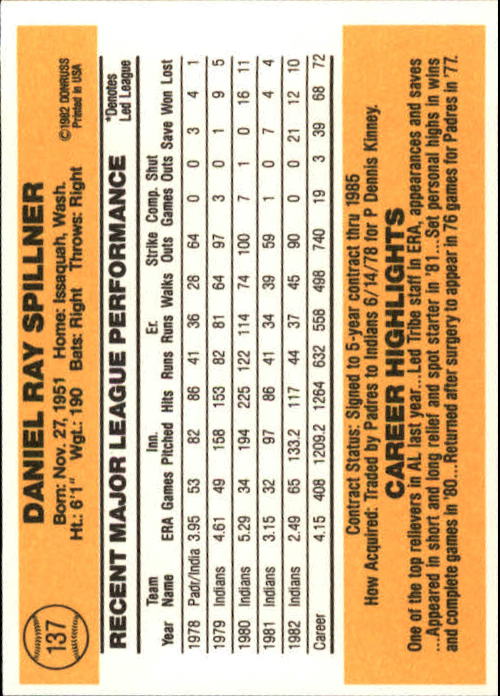 137
DANIEL RAY SPILLNER
Born: Nov. 27, 1951 Home: Issaquah, Wash.
Ht.: 6'1" Wgt.: 190 Bats: Right Throws: Right
©1982 DONRUSS
Printed in USA
RECENT MAJOR LEAGUE PERFORMANCE
*Denotes
Led League
Team Inn. Er. Strike Comp. Shut
Year Name ERA Games Pitched Hits Runs Runs Walks Outs Games Outs Save Won Lost
1978 Padr/India 3.95 53 82 86 41 36 28 64 0 0 3 4 1
1979 Indians 4.61 49 158 153 82 81 64 97 3 0 1 9 5
1980 Indians 5.29 34 194 225 122 114 74 100 7 1 0 16 11
1981 Indians 3.15 32 97 86 41 34 39 59 1 0 7 4 4
1982 Indians 2.49 65 133.2 117 44 37 45 90 0 0 21 12 10
Career 4.15 408 1209.2 1264 632 558 498 740 19 3 39 68 72
Contract Status: Signed to 5-year contract thru 1985
How Acquired: Traded by Padres to Indians 6/14/78 for P Dennis Kinney.
CAREER HIGHLIGHTS
One of the top relievers in AL last year...Led Tribe staff in ERA, appearances and saves
...Appeared in short and long relief and spot starter in '81...Set personal highs in wins
and complete games in '80...Returned after surgery to appear in 76 games for Padres in '77.